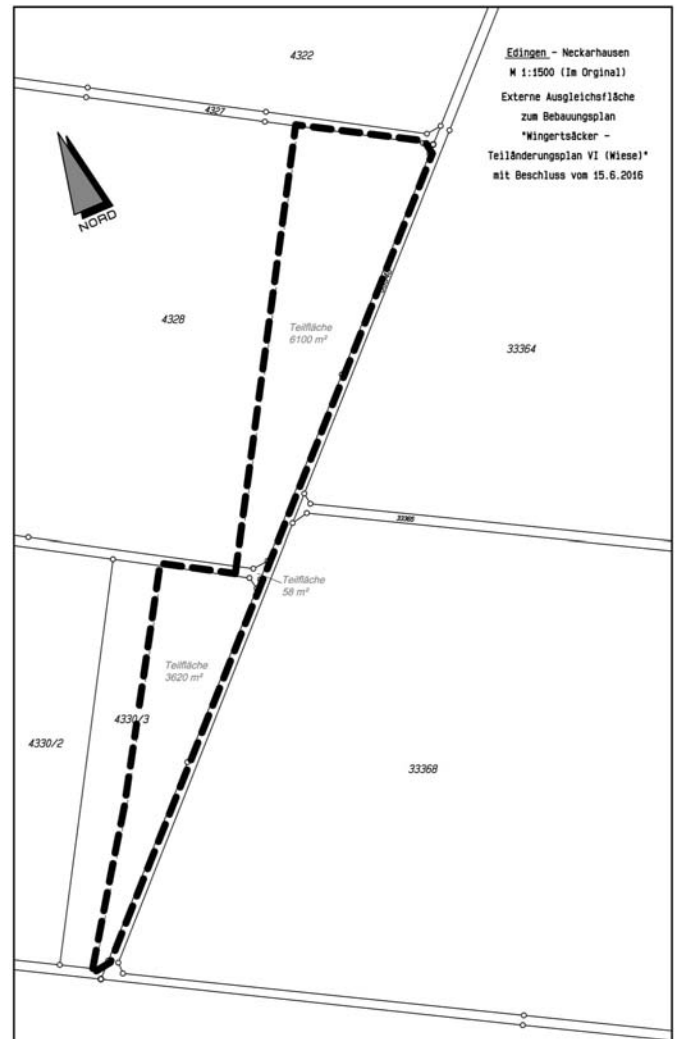 4322
Edingen - Neckarhausen
M 1:1500 (Im Orginal)
Externe Ausgleichsfläche
zum Bebauungsplan
"Wingertsäcker -
Teiländerungsplan VI (Wiese)"
mit Beschluss vom 15.6.2016
4327
NORD
4328
Teilfläche
6100 m²
33364
33365
Teilfläche
58 m²
Teilfläche
3620 m²
4330/3
4330/2
33368